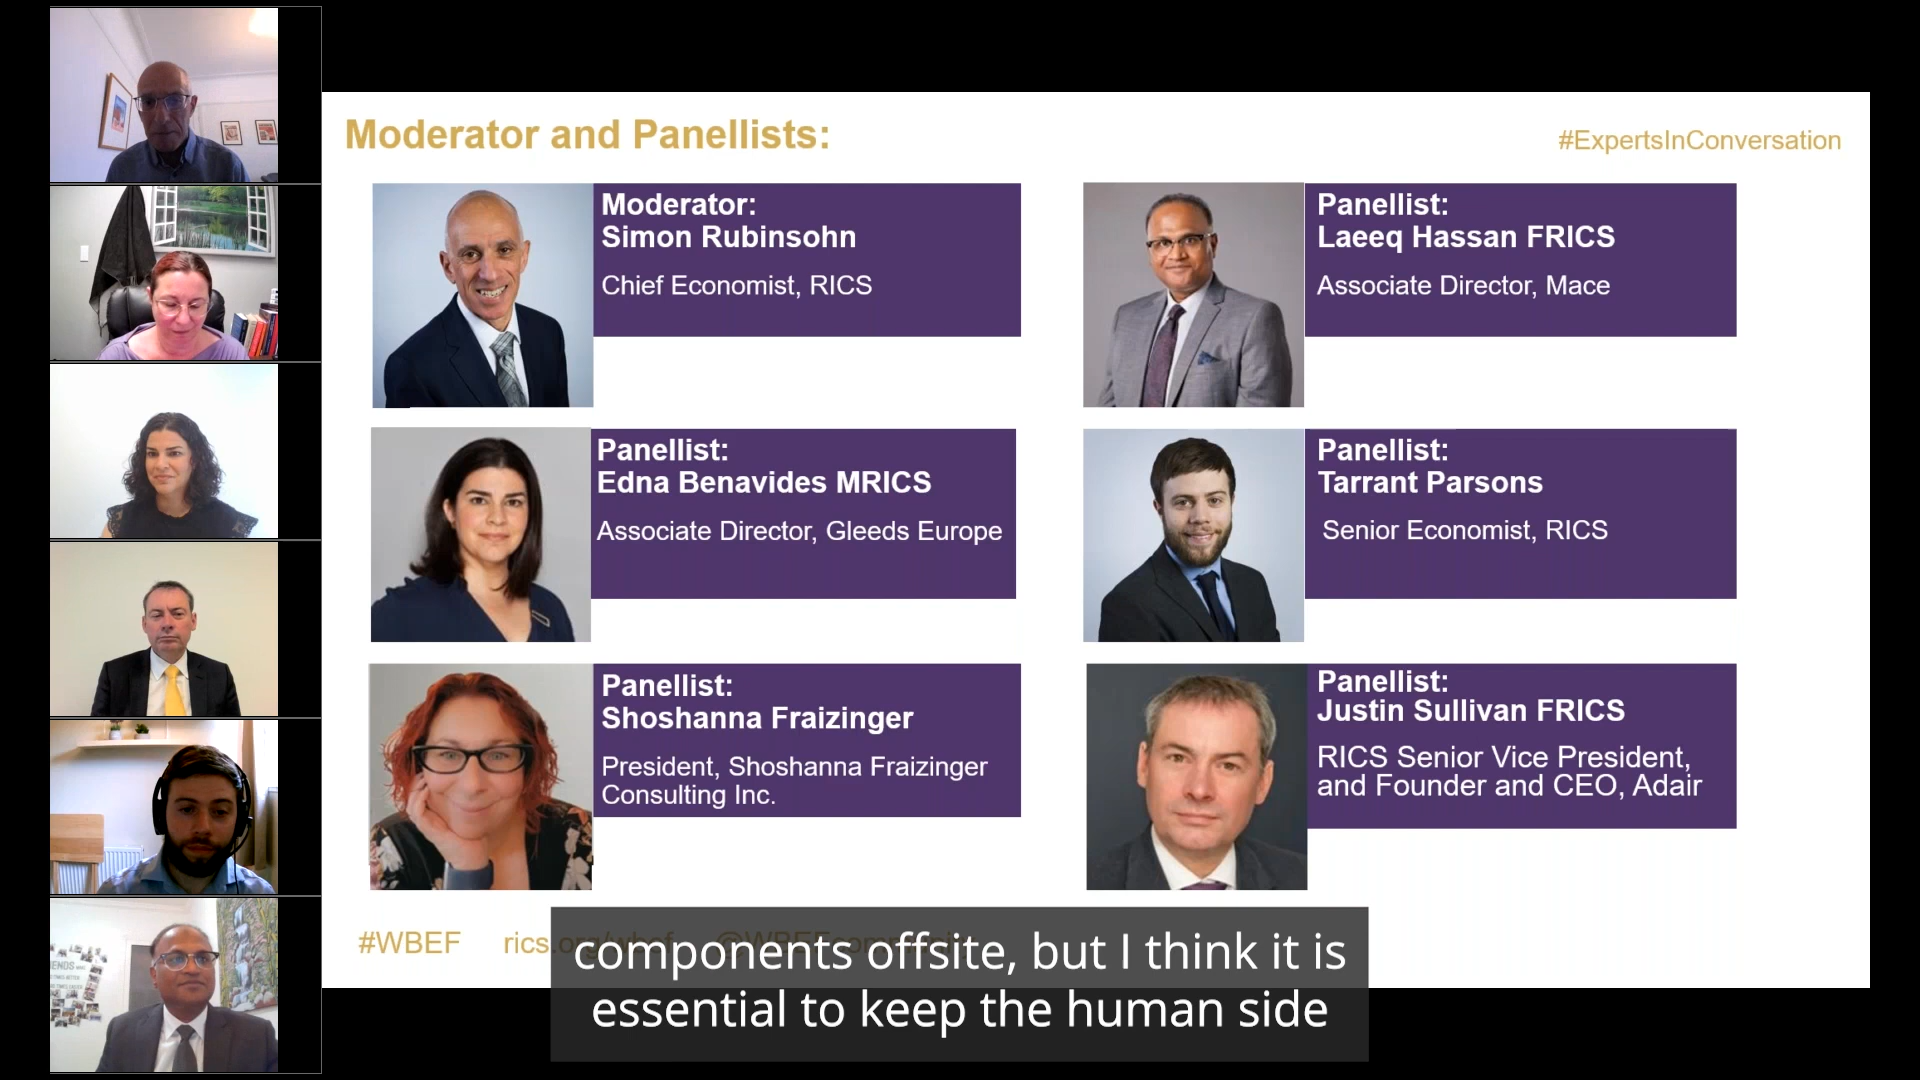 Moderator and Panellists:
#ExpertsInConversation
Moderator:
Simon Rubinsohn
Chief Economist, RICS
Panellist:
Laeeq Hassan FRICS
Associate Director, Mace
Panellist:
Edna Benavides MRICS
Associate Director, Gleeds Europe
Panellist:
Tarrant Parsons
Senior Economist, RICS
Panellist:
Shoshanna Fraizinger
President, Shoshanna Fraizinger
Consulting Inc.
Panellist:
Justin Sullivan FRICS
RICS Senior Vice President,
and Founder and CEO, Adair
#WBEF rics.org/wbef
components offsite, but I think it is
essential to keep the human side